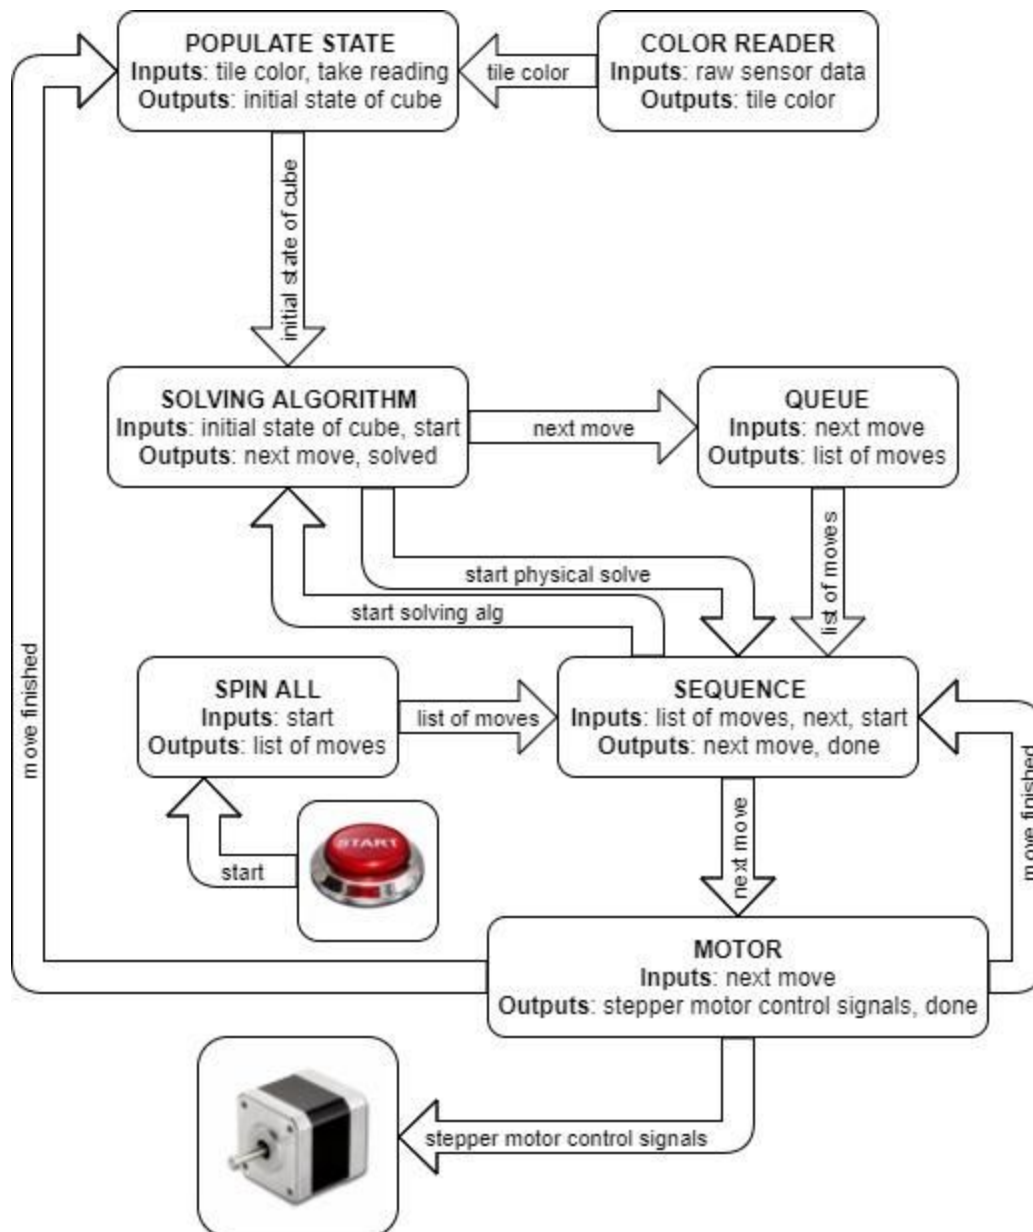 POPULATE STATE
Inputs: tile color, take reading
Outputs: initial state of cube
tile color
COLOR READER
Inputs: raw sensor data
Outputs: tile color
initial state of cube
SOLVING ALGORITHM
Inputs: initial state of cube, start
Outputs: next move, solved
next move
QUEUE
Inputs: next move
Outputs: list of moves
list of moves
start physical solve
start solving alg
move finished
SPIN ALL
Inputs: start
Outputs: list of moves
list of moves
SEQUENCE
Inputs: list of moves, next, start
Outputs: next move, done
move finished
START
start
next move
MOTOR
Inputs: next move
Outputs: stepper motor control signals, done
stepper motor control signals